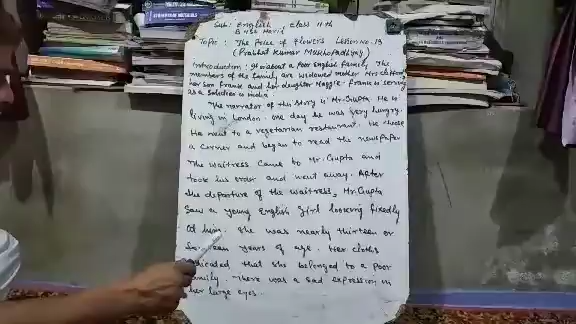 Sub: English, class 11th
Topic: The Price of Flowers Lesson No. 13
(Prabhat Kumar Mukhopadhyay)
Introduction: It is about a poor English family. The
members of the family are widowed mother Mrs Clifford
her son Frank and her daughter Maggie. Frank is serving
as a Soldier in India.
The narrator of this story is Mr. Gupta. He is
living in London. one day he was very hungry.
He went to a vegetarian restaurant. He chose
a corner and began to read the newspaper
The waitress came to Mr. Gupta and
took his order and went away. After
the departure of the waitress, Mr. Gupta
Saw a young English girl looking fixedly
at him. She was nearly thirteen or
years of age. Her cloths
that she belonged to a poor
family. There was a sad expression in
her large eyes.